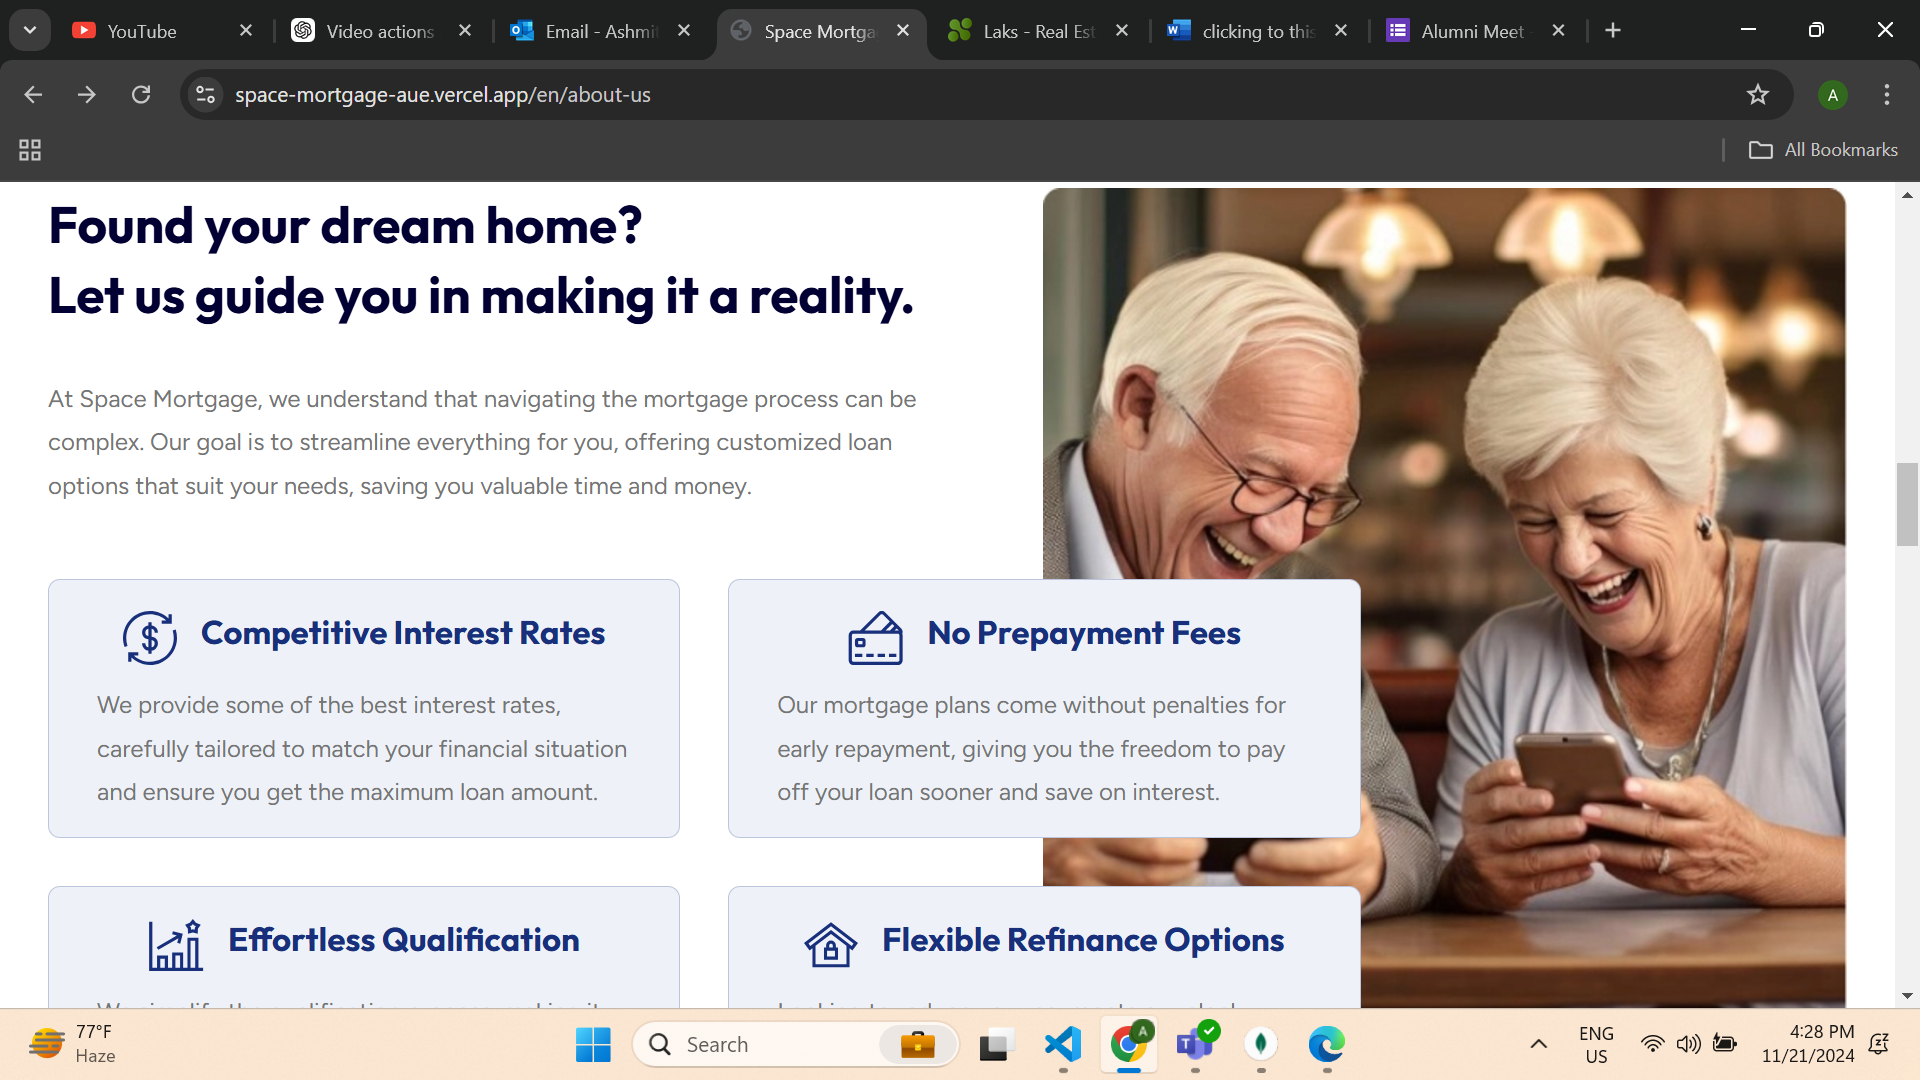 YouTube
Video actions
Email - Ashmit
Space Mortga
Laks - Real Est
clicking to this
Alumni Meet -
space-mortgage-aue.vercel.app/en/about-us
A
All Bookmarks
Found your dream home?
Let us guide you in making it a reality.
At Space Mortgage, we understand that navigating the mortgage process can be
complex. Our goal is to streamline everything for you, offering customized loan
options that suit your needs, saving you valuable time and money.
Competitive Interest Rates
We provide some of the best interest rates,
carefully tailored to match your financial situation
and ensure you get the maximum loan amount.
No Prepayment Fees
Our mortgage plans come without penalties for
early repayment, giving you the freedom to pay
off your loan sooner and save on interest.
Effortless Qualification
Flexible Refinance Options
77°F
Haze
Search
A
ENG
US
4:28 PM
11/21/2024